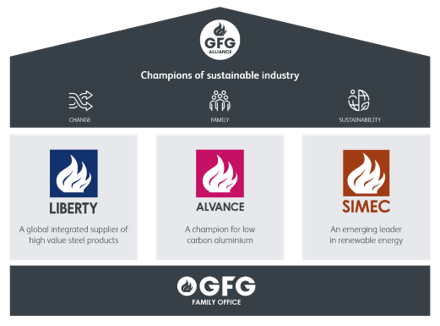 GFG
ALLIANCE
Champions of sustainable industry
CHANGE
FAMILY
SUSTAINABILITY
LIBERTY
A global integrated supplier of
high value steel products
ALVANCE
A champion for low
carbon aluminium
SIMEC
An emerging leader
in renewable energy
GFG
FAMILY OFFICE